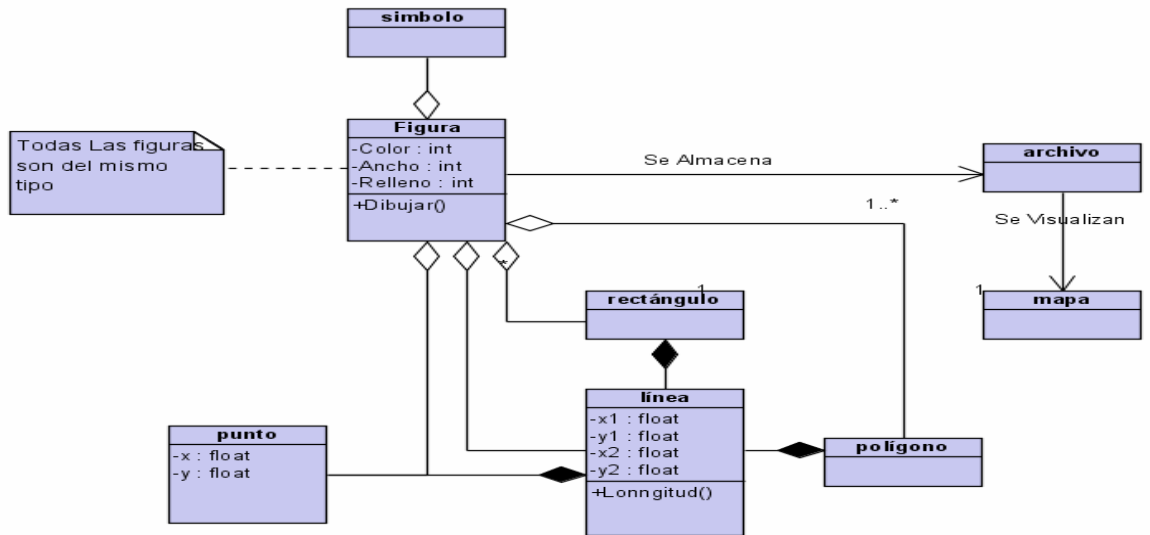 simbolo
Todas Las figuras
son del mismo
tipo
Figura
-Color : int
-Ancho : int
-Relleno : int
+Dibujar()
Se Almacena
archivo
1..*
Se Visualizan
*
rectángulo
1
1
mapa
línea
-x1 : float
-y1 : float
-x2 : float
-y2 : float
+Lonngitud()
punto
-x : float
-y : float
polígono